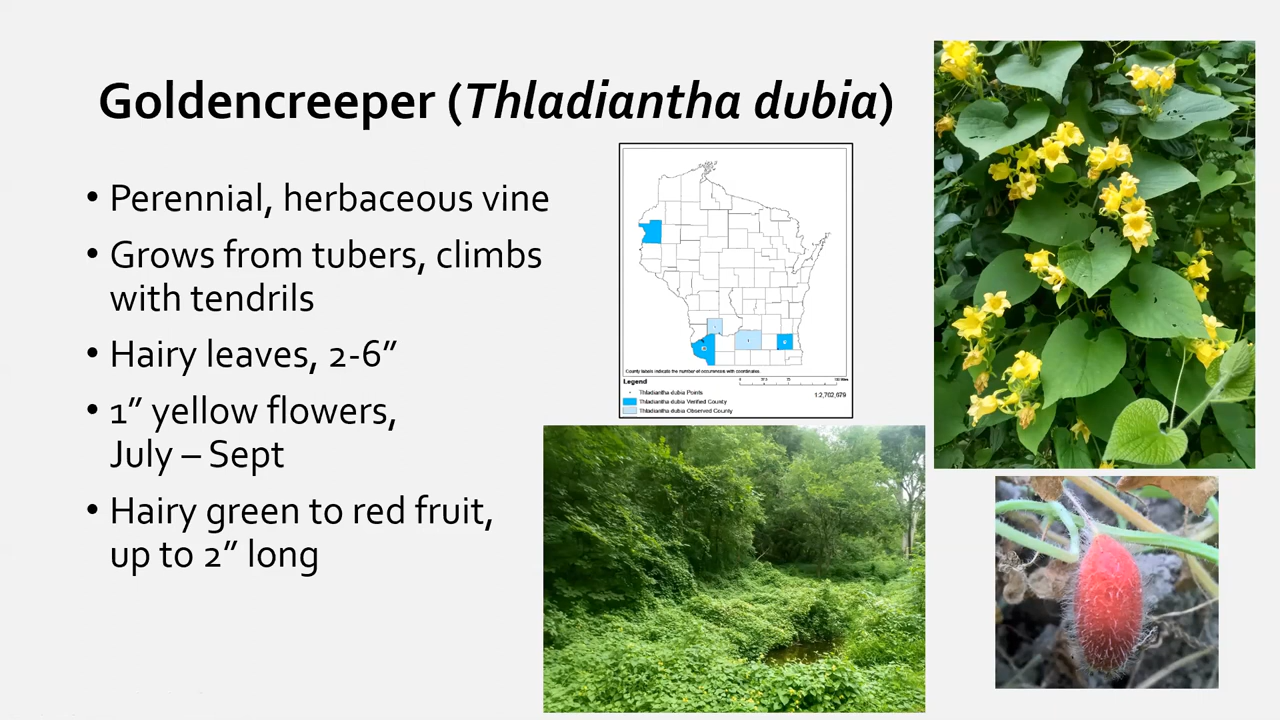 Goldencreeper (Thladiantha dubia)
• Perennial, herbaceous vine
• Grows from tubers, climbs
with tendrils
• Hairy leaves, 2-6”
• 1” yellow flowers,
July – Sept
• Hairy green to red fruit,
up to 2” long
County labels indicate the number of occurrences with coordinates.
Legend
Thladiantha dubia Points
Thladiantha dubia Verified County
Thladiantha dubia Observed County
1:2,702,679